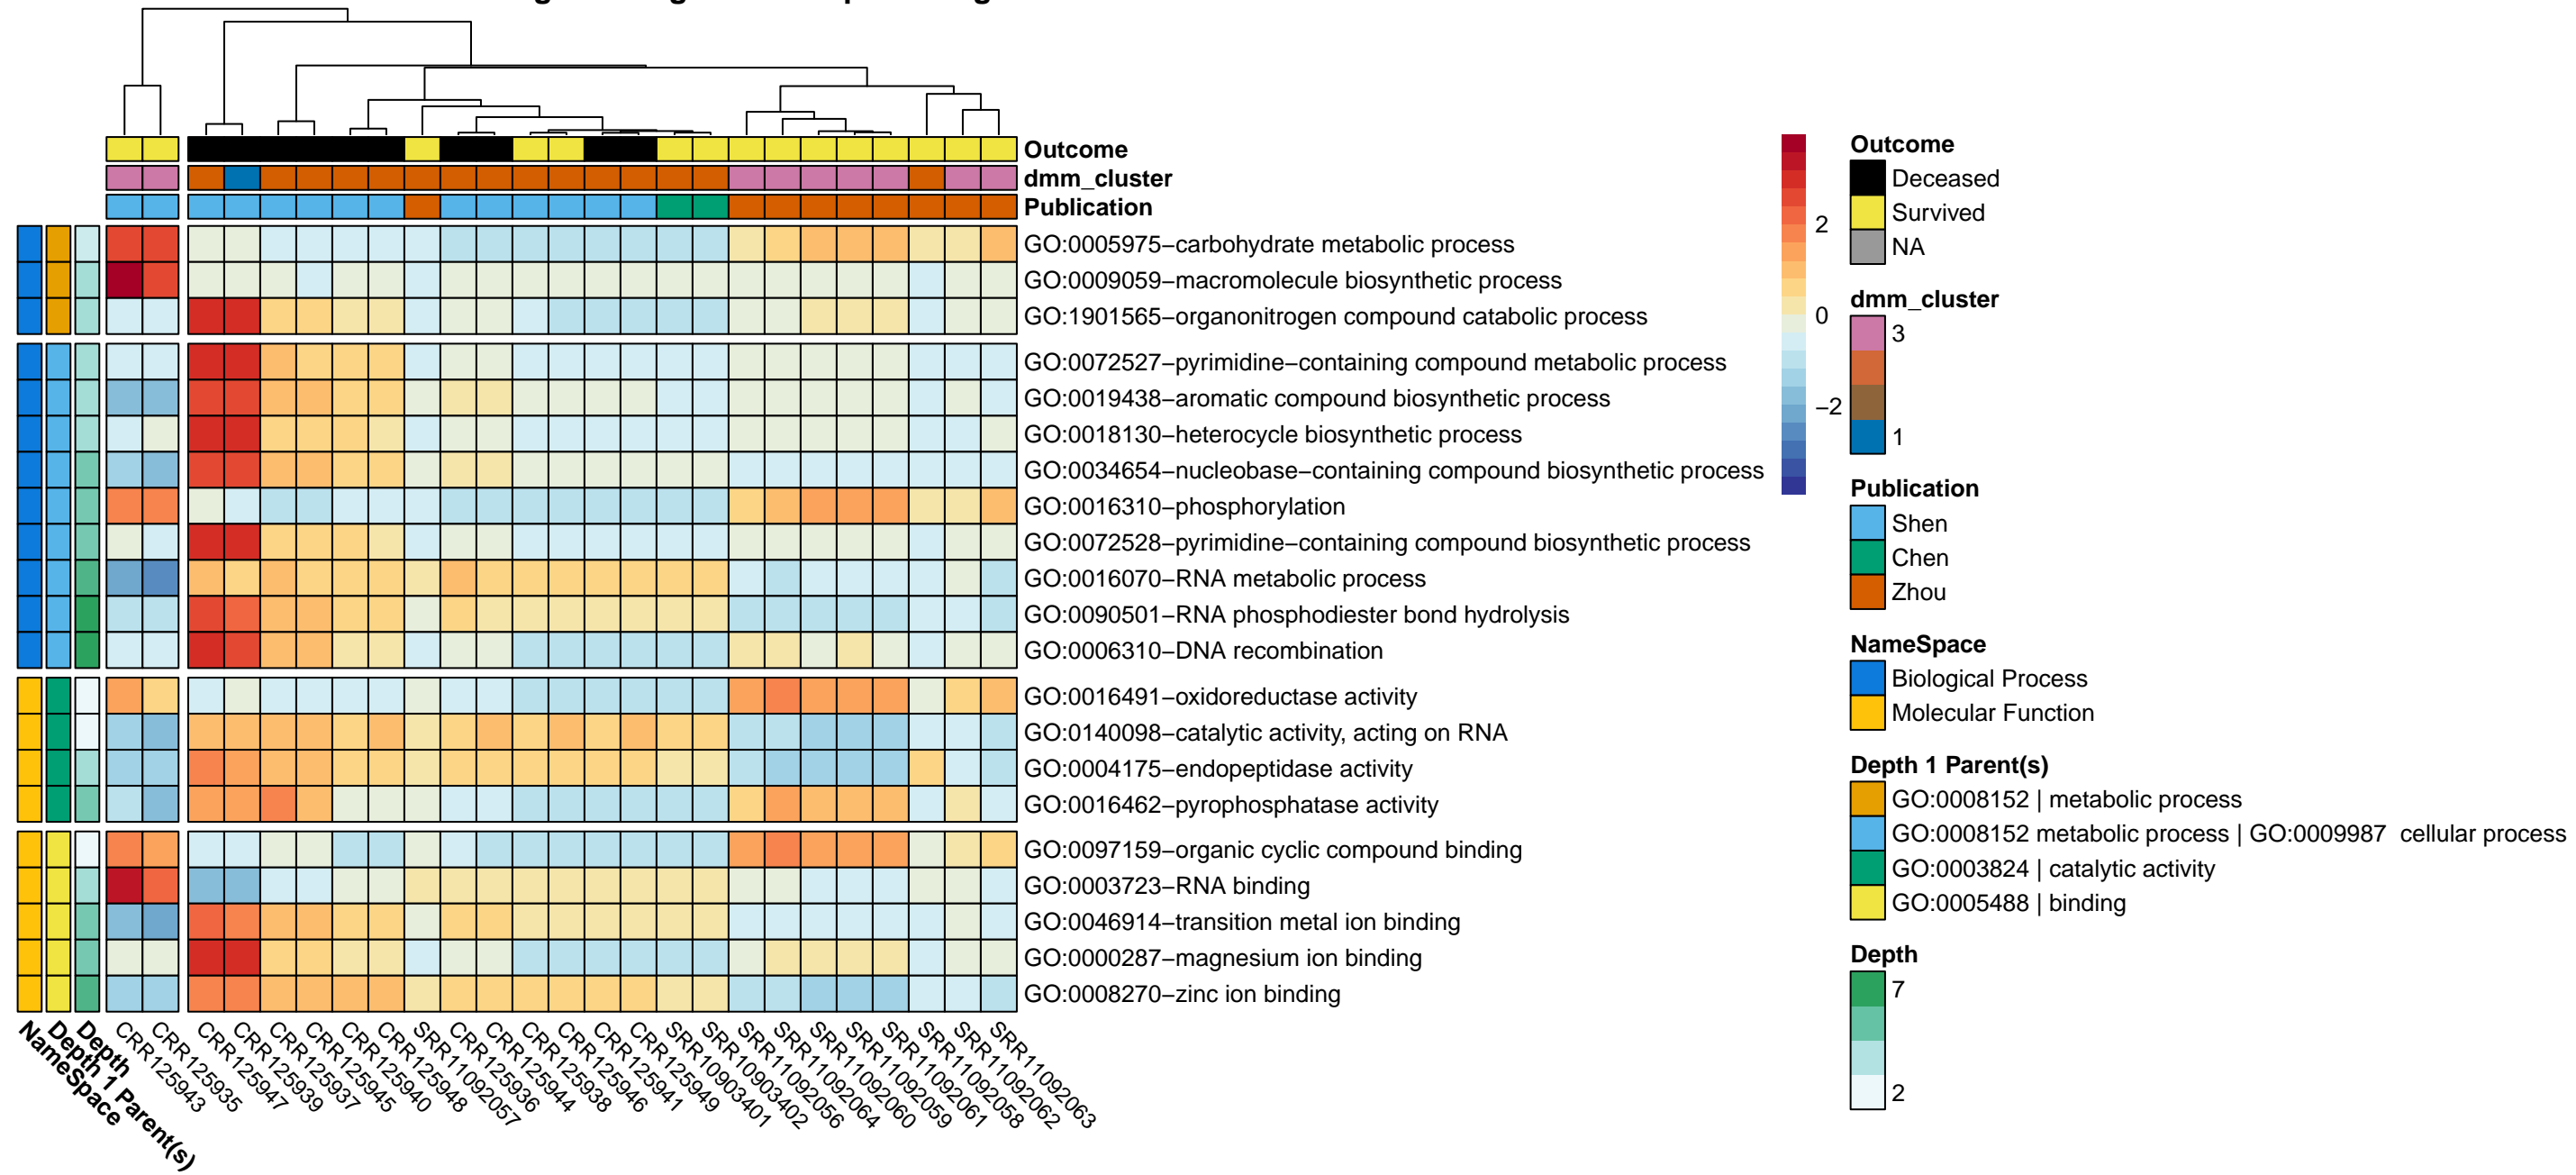 Outcome
dmm_cluster
Publication
GO:0005975−carbohydrate metabolic process
GO:0009059−macromolecule biosynthetic process
GO:1901565−organonitrogen compound catabolic process
GO:0072527−pyrimidine−containing compound metabolic process
GO:0019438−aromatic compound biosynthetic process
GO:0018130−heterocycle biosynthetic process
GO:0034654−nucleobase−containing compound biosynthetic process
GO:0016310−phosphorylation
GO:0072528−pyrimidine−containing compound biosynthetic process
GO:0016070−RNA metabolic process
GO:0090501−RNA phosphodiester bond hydrolysis
GO:0006310−DNA recombination
GO:0016491−oxidoreductase activity
GO:0140098−catalytic activity, acting on RNA
GO:0004175−endopeptidase activity
GO:0016462−pyrophosphatase activity
GO:0097159−organic cyclic compound binding
GO:0003723−RNA binding
GO:0046914−transition metal ion binding
GO:0000287−magnesium ion binding
GO:0008270−zinc ion binding
NameSpace
Depth 1 Parent(s)
Depth
CRR125943
CRR125935
CRR125947
CRR125939
CRR125937
CRR125945
CRR125940
CRR125948
SRR11092057
CRR125936
CRR125944
CRR125938
CRR125946
CRR125941
CRR125949
SRR10903401
SRR10903402
SRR11092056
SRR11092064
SRR11092060
SRR11092059
SRR11092061
SRR11092058
SRR11092062
SRR11092063
2
0
−2
Outcome
Deceased
Survived
NA
dmm_cluster
3
1
Publication
Shen
Chen
Zhou
NameSpace
Biological Process
Molecular Function
Depth 1 Parent(s)
GO:0008152 | metabolic process
GO:0008152 metabolic process | GO:0009987  cellular process
GO:0003824 | catalytic activity
GO:0005488 | binding
Depth
7
2